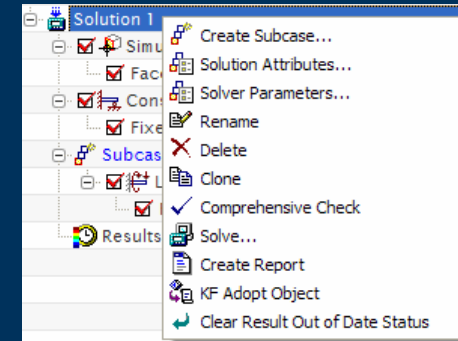 Solution 1
Simu
Face
Cons
Fixe
Subcas
L
Results
Create Subcase...
Solution Attributes...
Solver Parameters...
Rename
Delete
Clone
Comprehensive Check
Solve...
Create Report
KF Adopt Object
Clear Result Out of Date Status